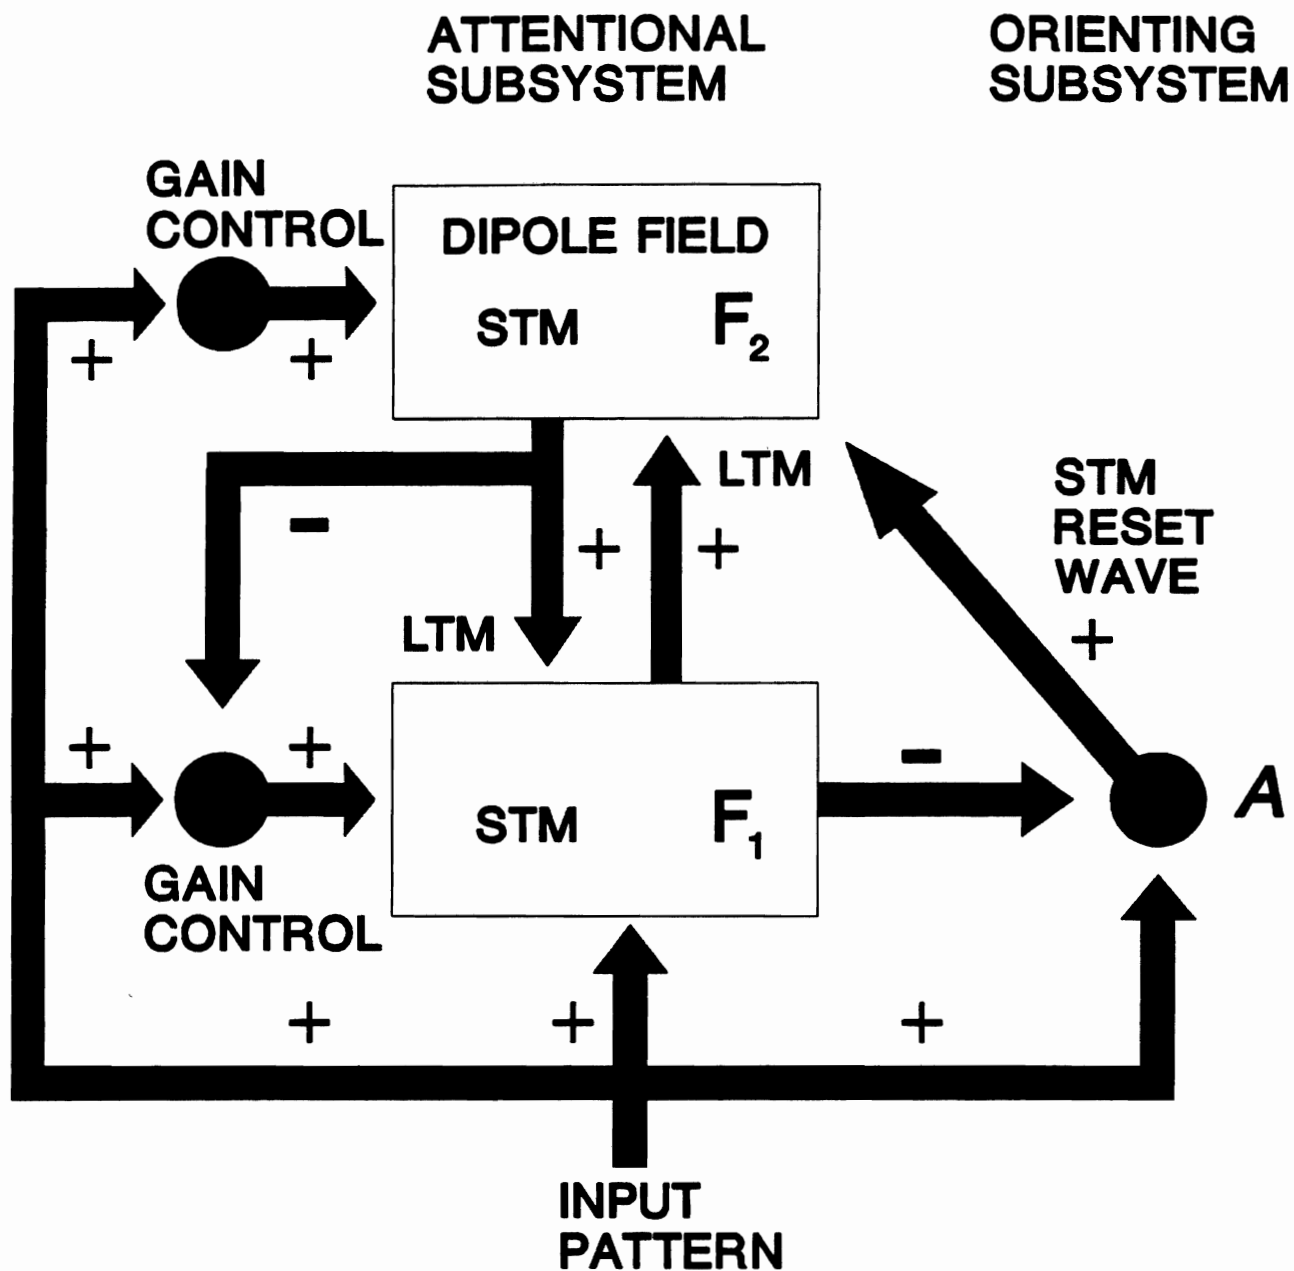 ATTENTIONAL
SUBSYSTEM
ORIENTING
SUBSYSTEM
GAIN
CONTROL
DIPOLE FIELD
STM F₂
+ +
LTM
STM
RESET
WAVE
+
-
+ +
LTM
+ +
-
STM F₁
A
GAIN
CONTROL
+ + +
INPUT
PATTERN